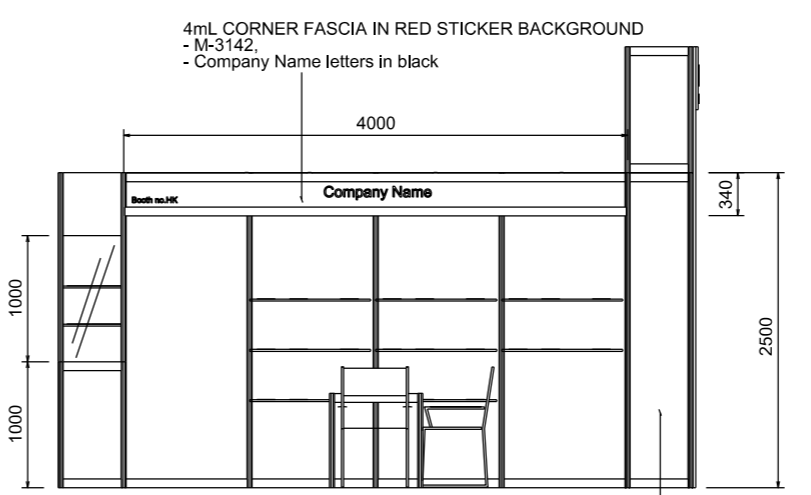 4mL CORNER FASCIA IN RED STICKER BACKGROUND
- M-3142,
- Company Name letters in black
4000
Company Name
Booth no.HK
340
1000
2500
1000